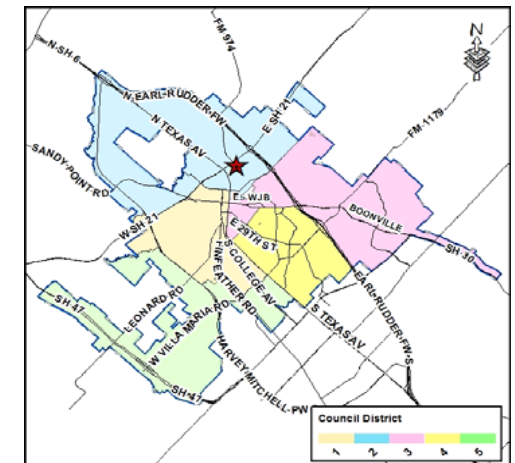 N-SH-6
FM 974
N
N-EARL-RUDDER-FW
E SH 21
N TEXAS AV
FM-1179
SANDY-POINT-RD
E WJB
BOONVILLE
W-SH 21
E 29TH ST
SH-30
S-COLLEGE-AV
FINFEATHER-RD
EARL-RUDDER-FW-S
LEONARD RD
SH 47
W VILLA MARIA RD
S TEXAS AV
HARVEY-MITCHELL-PW
SH-47
Council District
1 2 3 4 5